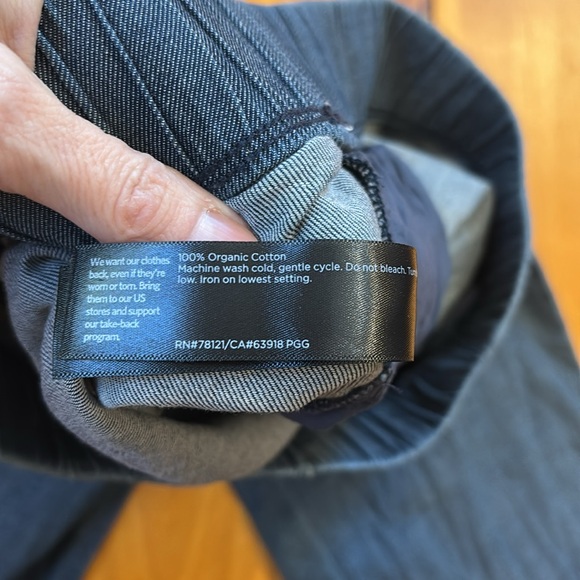 We want our clothes
back, even if they're
worn or torn. Bring
them to our US
stores and support
our take-back
program.
100% Organic Cotton
Machine wash cold, gentle cycle. Do not bleach.
low. Iron on lowest setting.
RN#78121/CA#63918 PGG